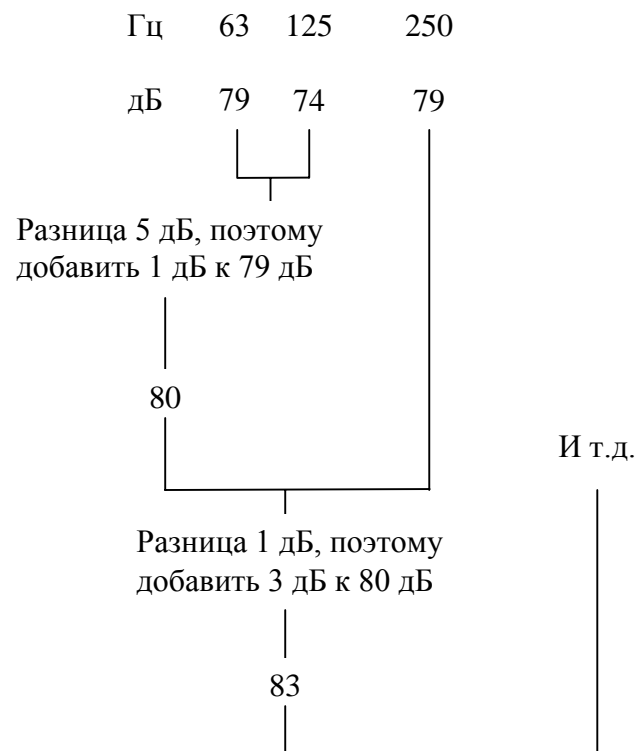 Гц 63 125 250
дБ 79 74 79
Разница 5 дБ, поэтому
добавить 1 дБ к 79 дБ
80
И т.д.
Разница 1 дБ, поэтому
добавить 3 дБ к 80 дБ
83